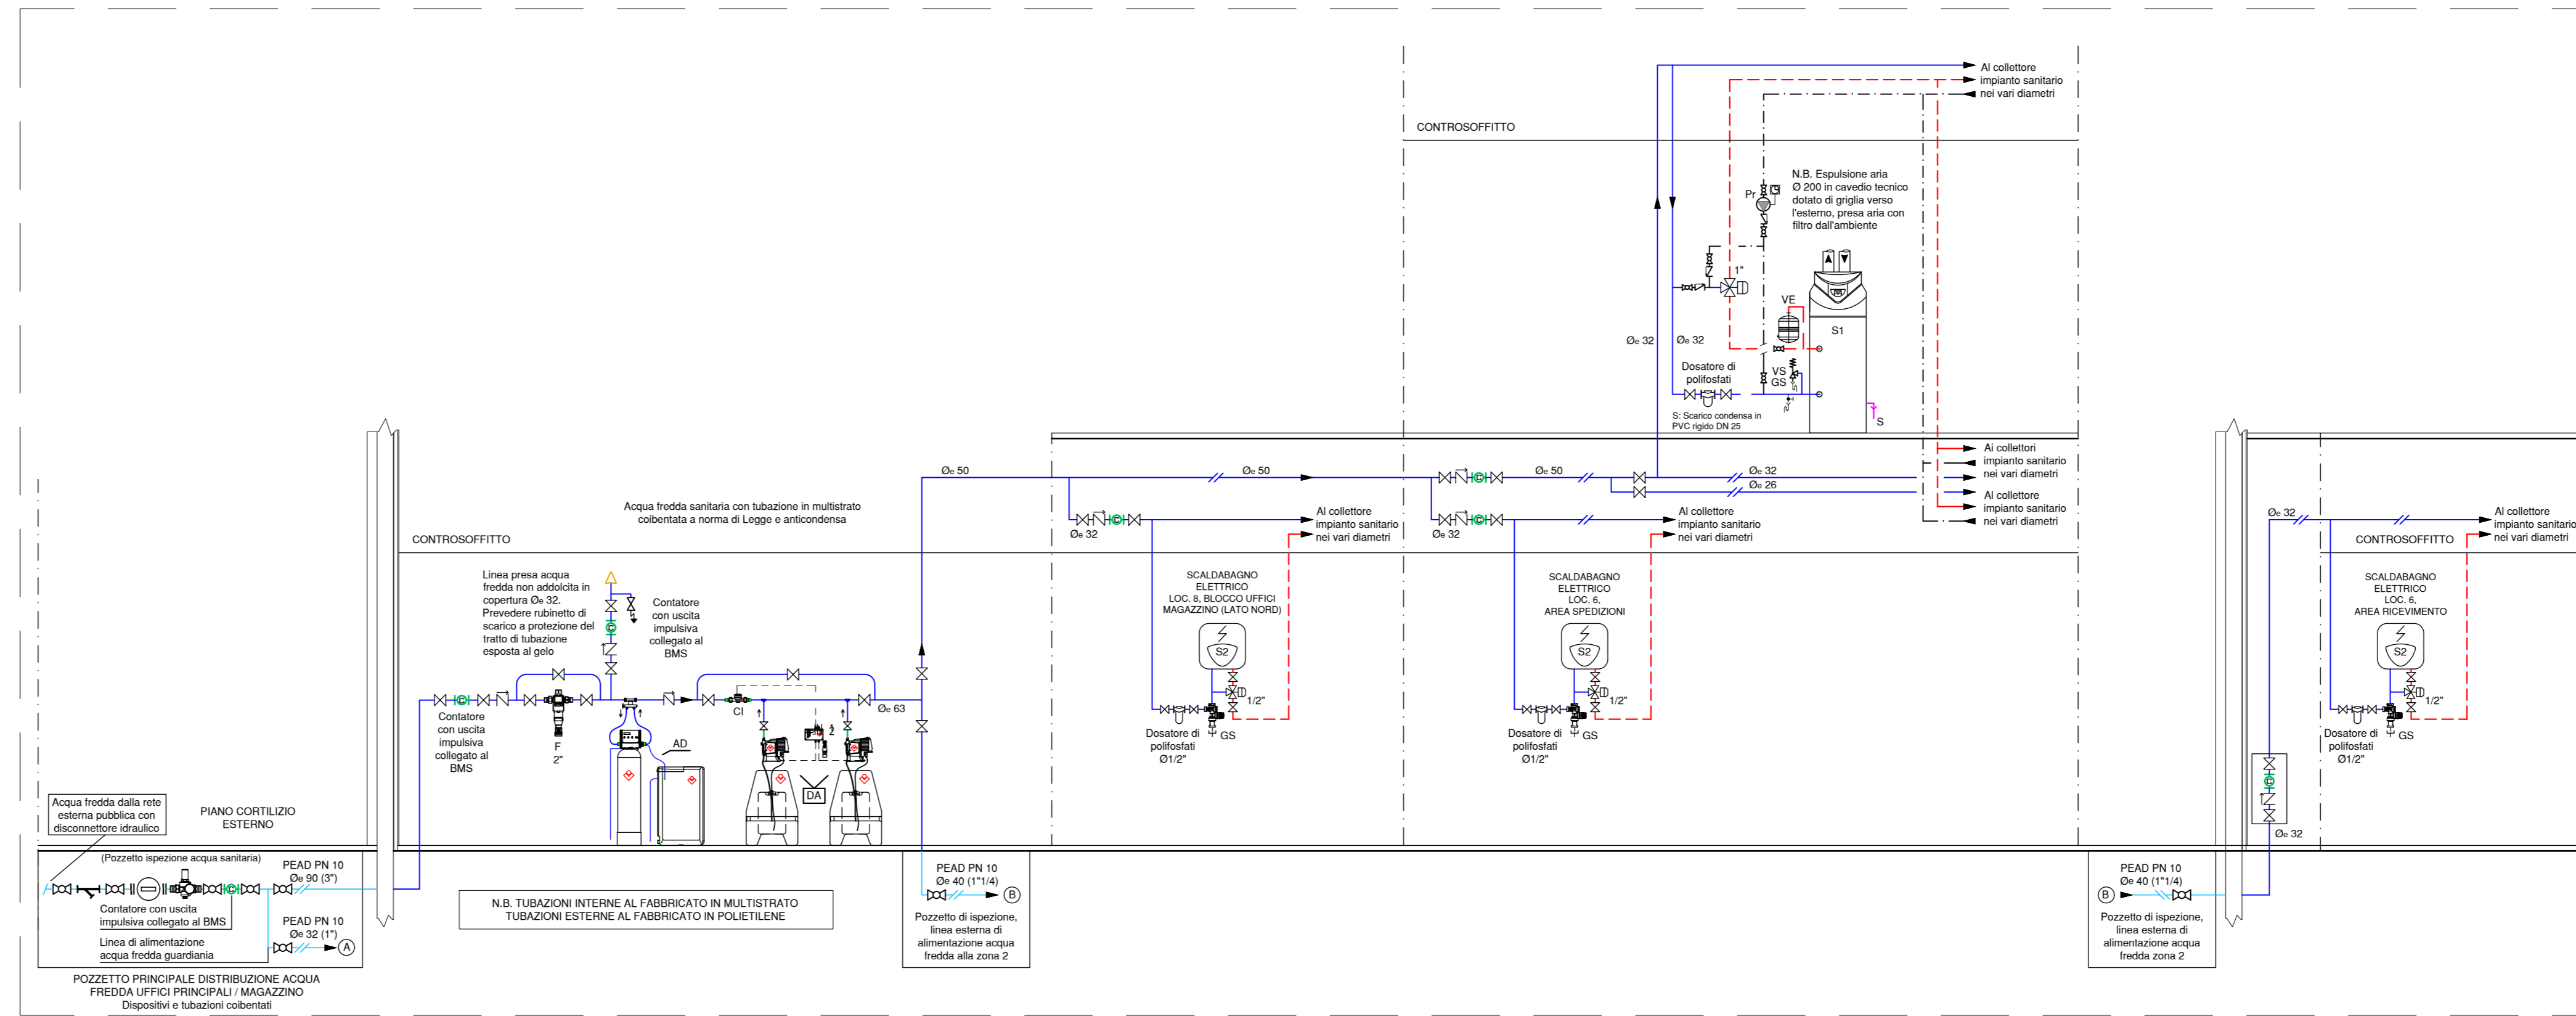 Al collettore
impianto sanitario
nei vari diametri
CONTROSOFFITTO
N.B. Espulsione aria
Ø 200 in cavedio tecnico
dotato di griglia verso
l'esterno, presa aria con
filtro dall'ambiente
Pr
1"
VE
S1
Øe 32
Øe 32
VS
GS
Dosatore di
polifosfati
S: Scarico condensa in
PVC rigido DN 25
S
Ai collettori
impianto sanitario
nei vari diametri
Al collettore
impianto sanitario
nei vari diametri
Øe 50
Øe 50
Øe 50
Øe 32
Øe 26
Acqua fredda sanitaria con tubazione in multistrato
coibentata a norma di Legge e anticondensa
CONTROSOFFITTO
Øe 32
Al collettore
impianto sanitario
nei vari diametri
Øe 32
Al collettore
impianto sanitario
nei vari diametri
Øe 32
Al collettore
impianto sanitario
nei vari diametri
CONTROSOFFITTO
Linea presa acqua
fredda non addolcita in
copertura Øe 32.
Prevedere rubinetto di
scarico a protezione del
tratto di tubazione
esposta al gelo
Contatore
con uscita
impulsiva
collegato al
BMS
SCALDABAGNO
ELETTRICO
LOC. 8, BLOCCO UFFICI
MAGAZZINO (LATO NORD)
S2
1/2"
GS
Dosatore di
polifosfati
Ø1/2"
SCALDABAGNO
ELETTRICO
LOC. 6,
AREA SPEDIZIONI
S2
1/2"
GS
Dosatore di
polifosfati
Ø1/2"
SCALDABAGNO
ELETTRICO
LOC. 6,
AREA RICEVIMENTO
S2
1/2"
GS
Dosatore di
polifosfati
Ø1/2"
Contatore
con uscita
impulsiva
collegato al
BMS
F
2"
AD
CI
DA
Øe 63
Øe 32
Acqua fredda dalla rete
esterna pubblica con
disconnettore idraulico
PIANO CORTILIZIO
ESTERNO
(Pozzetto ispezione acqua sanitaria)
PEAD PN 10
Øe 90 (3")
Contatore con uscita
impulsiva collegato al BMS
PEAD PN 10
Øe 32 (1")
A
Linea di alimentazione
acqua fredda guardiania
POZZETTO PRINCIPALE DISTRIBUZIONE ACQUA
FREDDA UFFICI PRINCIPALI / MAGAZZINO
Dispositivi e tubazioni coibentati
N.B. TUBAZIONI INTERNE AL FABBRICATO IN MULTISTRATO
TUBAZIONI ESTERNE AL FABBRICATO IN POLIETILENE
PEAD PN 10
Øe 40 (1"1/4)
B
Pozzetto di ispezione,
linea esterna di
alimentazione acqua
fredda alla zona 2
PEAD PN 10
Øe 40 (1"1/4)
B
Pozzetto di ispezione,
linea esterna di
alimentazione acqua
fredda zona 2